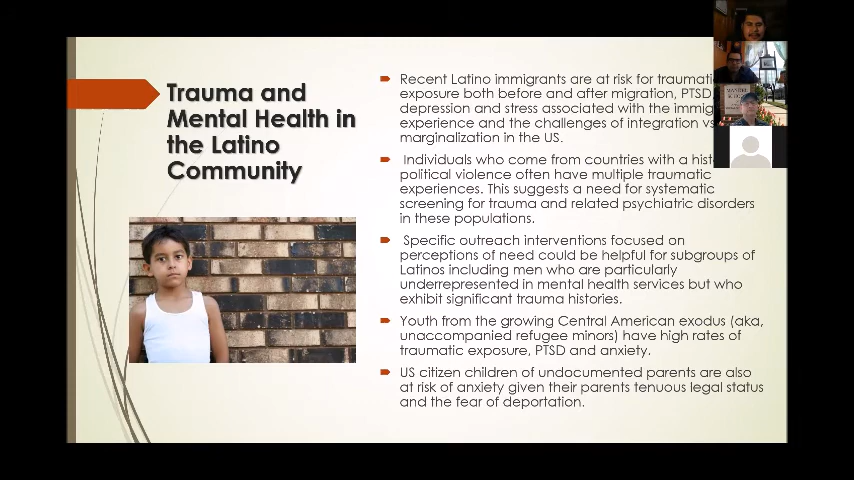 Trauma and
Mental Health in
the Latino
Community
Recent Latino immigrants are at risk for
exposure both before and after migration, PTSD
depression and stress associated with the
experience and the challenges of integration vs
marginalization in the US.
Individuals who come from countries with a
political violence often have multiple traumatic
experiences. This suggests a need for systematic
screening for trauma and related psychiatric disorders
in these populations.
Specific outreach interventions focused on
perceptions of need could be helpful for subgroups of
Latinos including men who are particularly
underrepresented in mental health services but who
exhibit significant trauma histories.
Youth from the growing Central American exodus (aka,
unaccompanied refugee minors) have high rates of
traumatic exposure, PTSD and anxiety.
US citizen children of undocumented parents are also
at risk of anxiety given their parents tenuous legal status
and the fear of deportation.